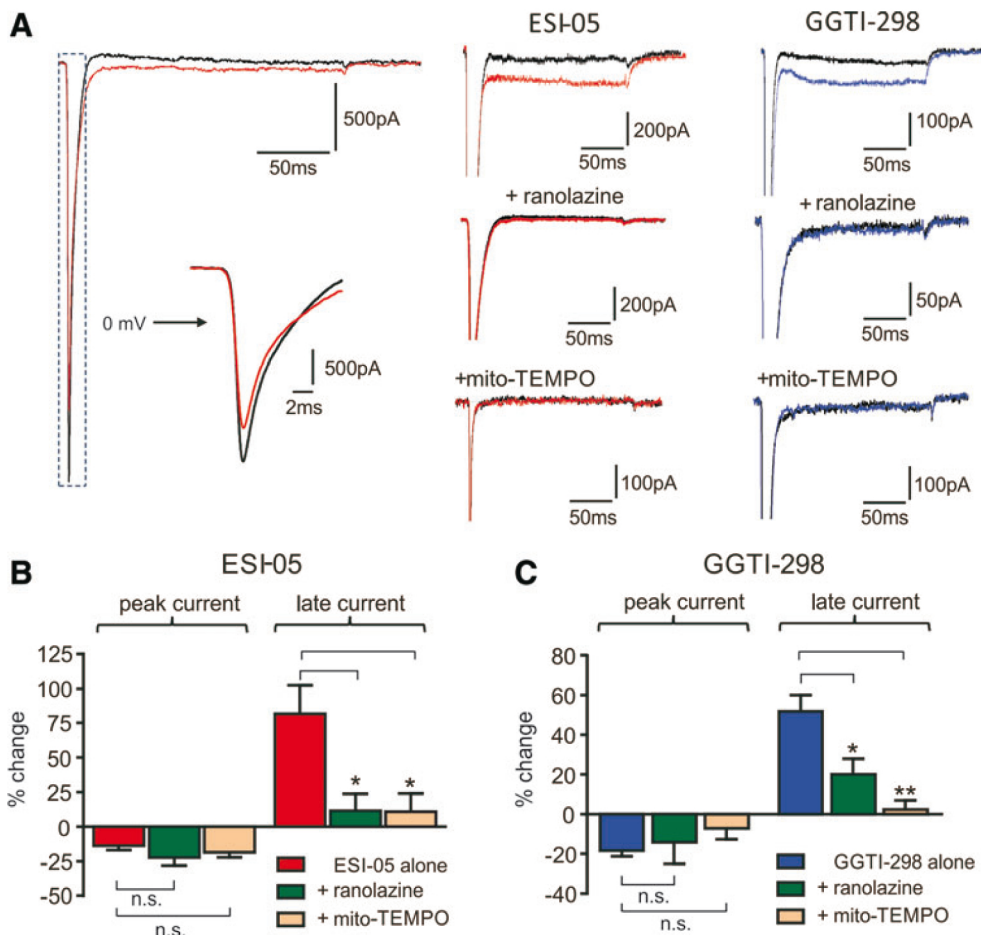 A
ESI-05
GGTI-298
500pA
50ms
200pA
50ms
100pA
50ms
+ ranolazine
+ ranolazine
0 mV
500pA
2ms
200pA
50ms
50pA
50ms
+mito-TEMPO
+mito-TEMPO
100pA
50ms
100pA
50ms
B
ESI-05
peak current
late current
% change
125
100
75
50
25
0
-25
-50
*
*
n.s.
n.s.
ESI-05 alone
+ ranolazine
+ mito-TEMPO
C
GGTI-298
peak current
late current
% change
80
60
40
20
0
-20
-40
*
**
n.s.
n.s.
GGTI-298 alone
+ ranolazine
+ mito-TEMPO